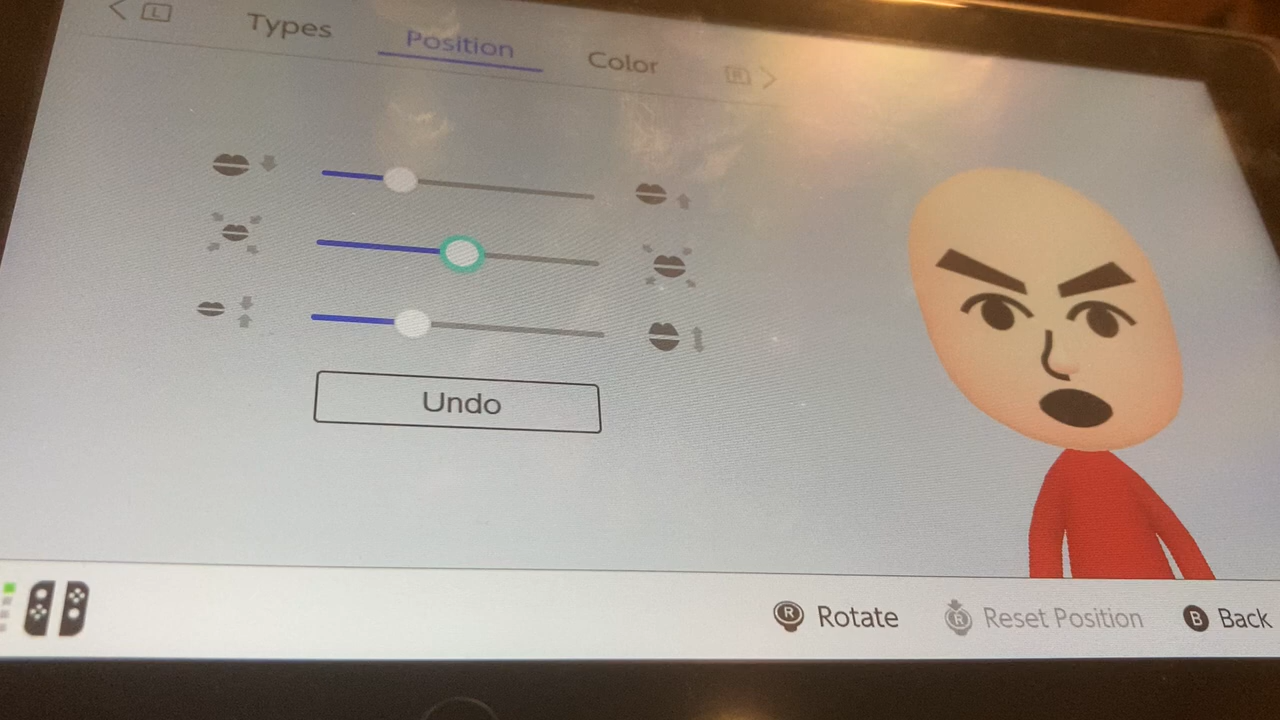 L
Types
Position
Color
R
Undo
R Rotate
R Reset Position
B Back